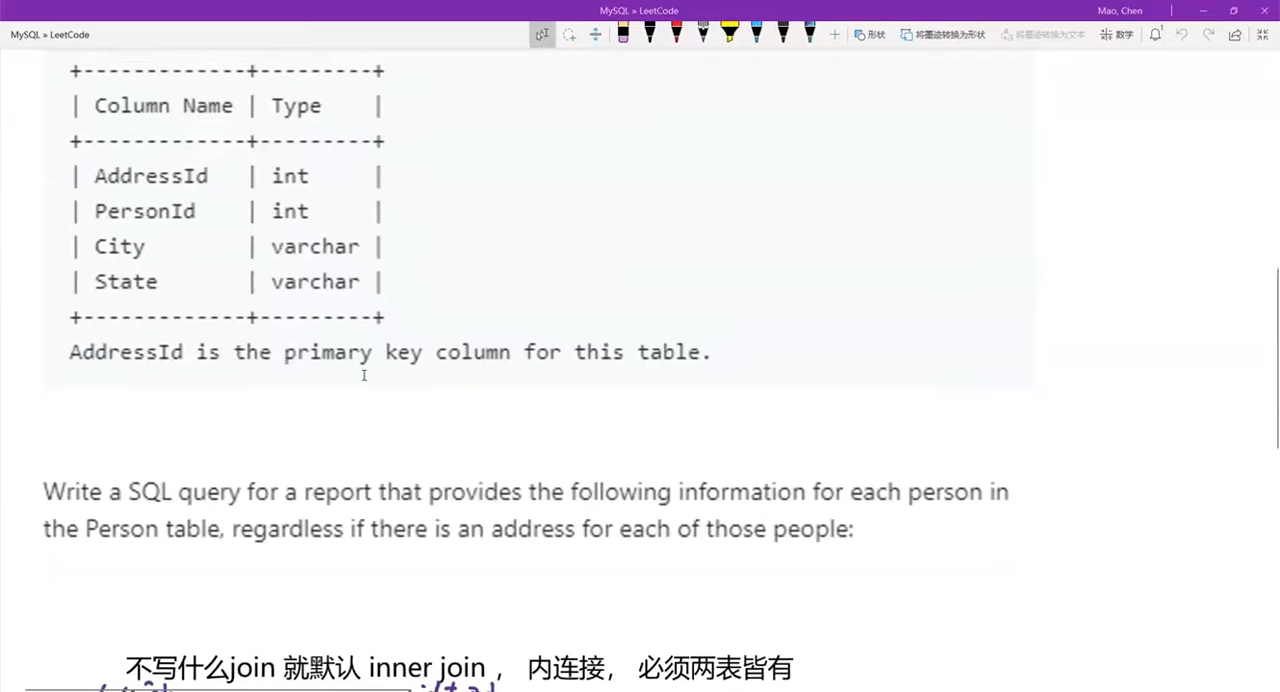 MySQL » LeetCode
Mao, Chen
MySQL » LeetCode
形状
将墨迹转换为形状
将墨迹转换为文本
数学
+-------------+---------+
| Column Name | Type    |
+-------------+---------+
| AddressId   | int     |
| PersonId    | int     |
| City        | varchar |
| State       | varchar |
+-------------+---------+
AddressId is the primary key column for this table.
Write a SQL query for a report that provides the following information for each person in
the Person table, regardless if there is an address for each of those people:
不写什么join 就默认 inner join ， 内连接， 必须两表皆有